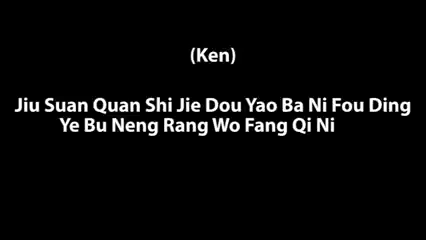 (Ken)
Jiu Suan Quan Shi Jie Dou Yao Ba Ni Fou Ding
Ye Bu Neng Rang Wo Fang Qi Ni